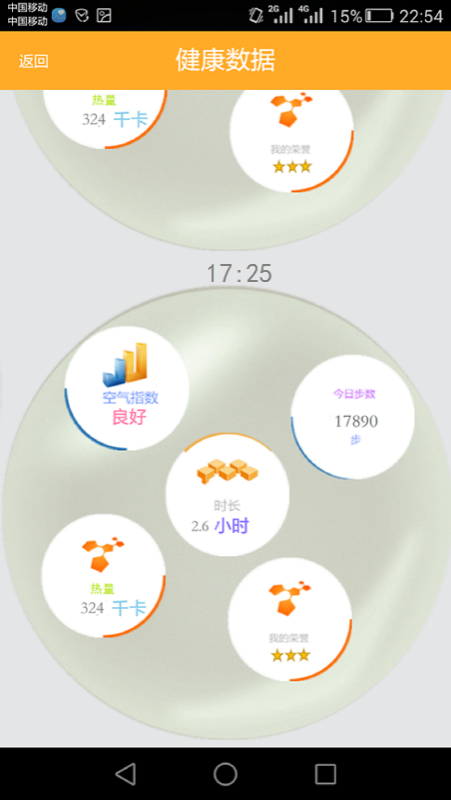 中国移动
中国移动
2G 4G 15% 22:54
返回
健康数据
热量
324 千卡
我的荣誉
17:25
空气指数
良好
今日步数
17890
步
时长
2.6 小时
热量
324 千卡
我的荣誉